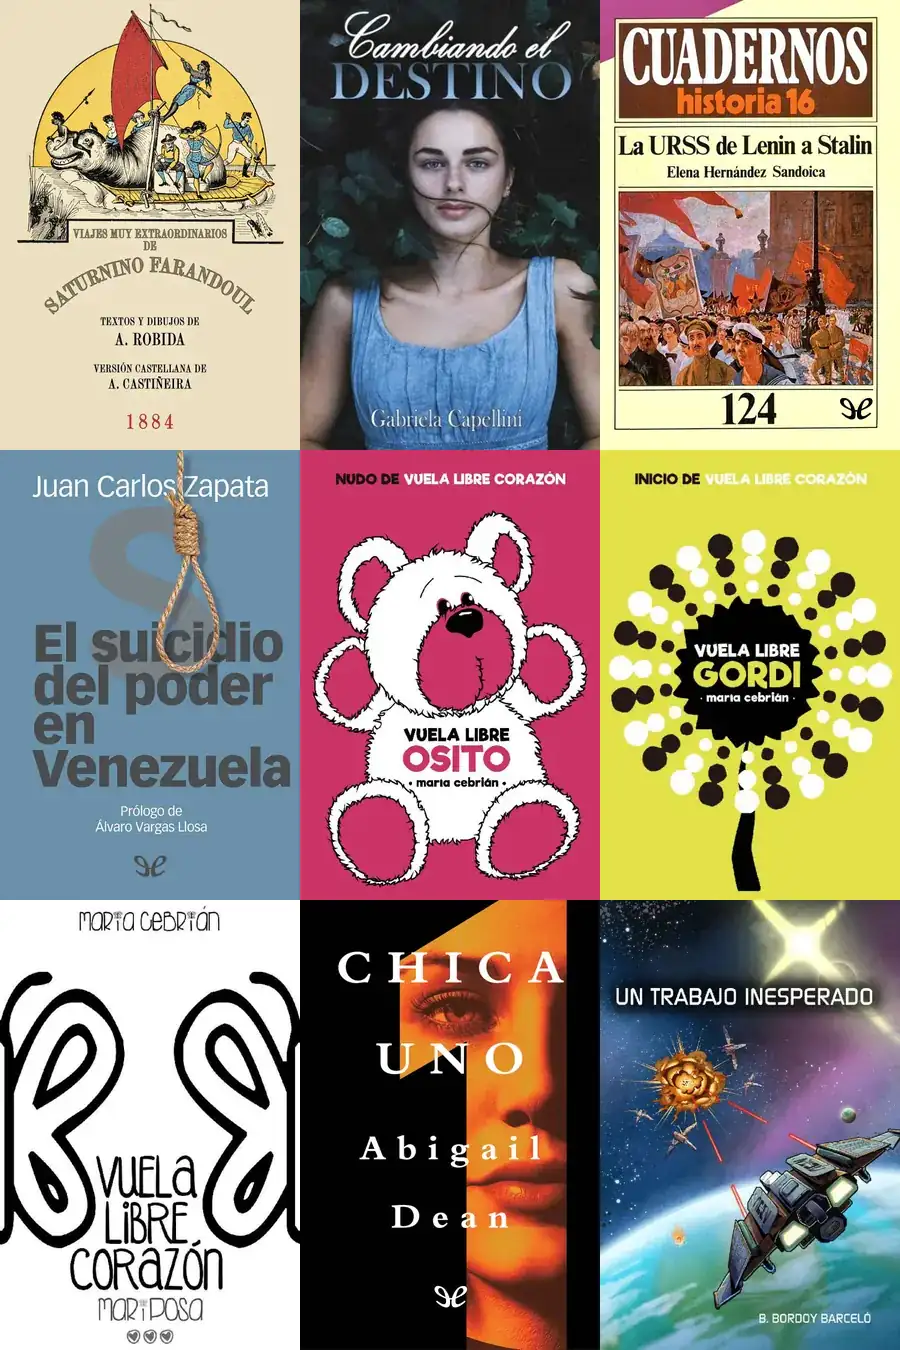 VIAJES MUY EXTRAORDINARIOS
DE
SATURNINO FARANDOUL
TEXTOS Y DIBUJOS DE
A. ROBIDA
VERSIÓN CASTELLANA DE
A. CASTIÑEIRA
1884
Cambiando el
DESTINO
Gabriela Capellini
CUADERNOS
historia 16
La URSS de Lenin a Stalin
Elena Hernández Sandoica
124
Juan Carlos Zapata
S
El suicidio
del poder
en
Venezuela
Prólogo de
Álvaro Vargas Llosa
NUDO DE VUELA LIBRE CORAZÓN
VUELA LIBRE
OSITO
· maría cebrián ·
INICIO DE VUELA LIBRE CORAZÓN
VUELA LIBRE
GORDI
· maría cebrián ·
MARÍA CEBRIÁN
VUELA
LIBRE
CORAZÓN
MARIPOSA
1
CHICA
UNO
Abigail
Dean
UN TRABAJO INESPERADO
B. BORDOY BARCELÓ